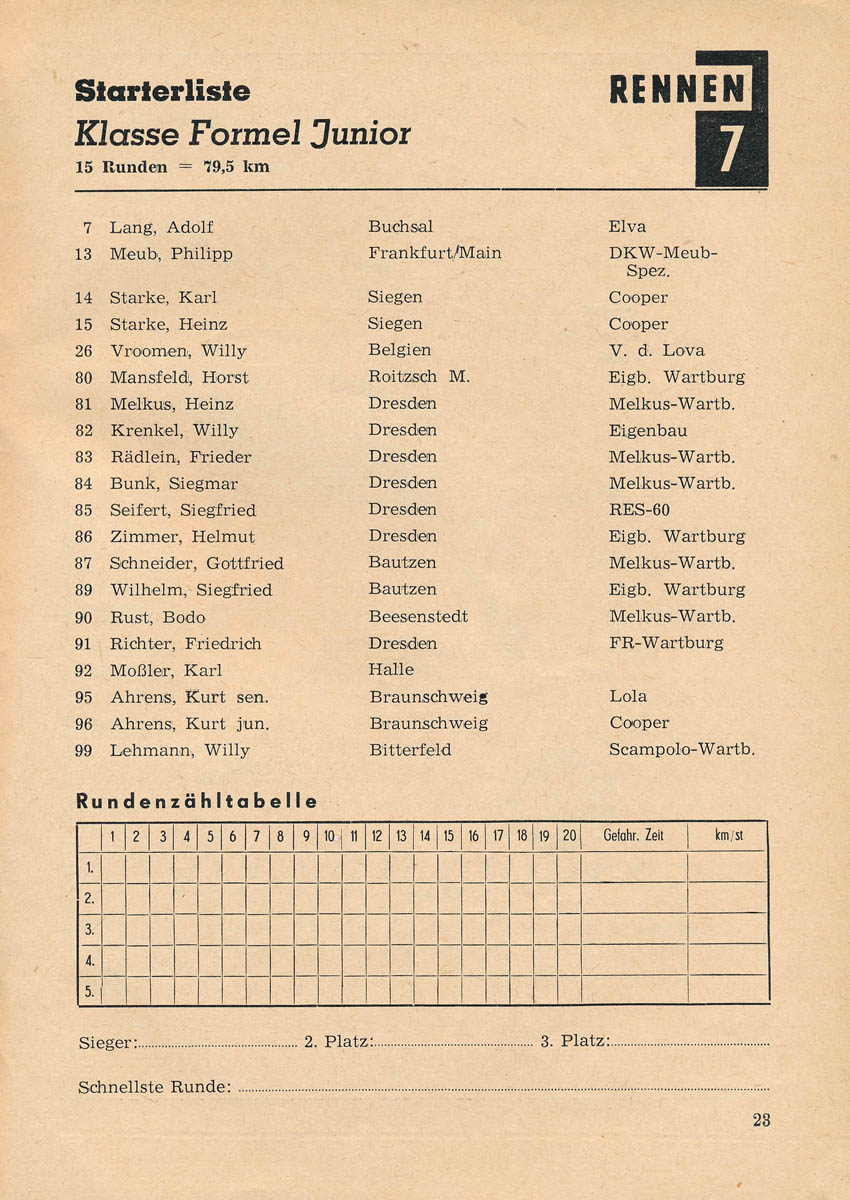 Starterliste
Klasse Formel Junior
15 Runden = 79,5 km
RENNEN
7
7 Lang, Adolf Buchsal Elva
13 Meub, Philipp Frankfurt/Main DKW-Meub-
Spez.
14 Starke, Karl Siegen Cooper
15 Starke, Heinz Siegen Cooper
26 Vroomen, Willy Belgien V. d. Lova
80 Mansfeld, Horst Roitzsch M. Eigb. Wartburg
81 Melkus, Heinz Dresden Melkus-Wartb.
82 Krenkel, Willy Dresden Eigenbau
83 Rädlein, Frieder Dresden Melkus-Wartb.
84 Bunk, Siegmar Dresden Melkus-Wartb.
85 Seifert, Siegfried Dresden RES-60
86 Zimmer, Helmut Dresden Eigb. Wartburg
87 Schneider, Gottfried Bautzen Melkus-Wartb.
89 Wilhelm, Siegfried Bautzen Eigb. Wartburg
90 Rust, Bodo Beesenstedt Melkus-Wartb.
91 Richter, Friedrich Dresden FR-Wartburg
92 Moßler, Karl Halle
95 Ahrens, Kurt sen. Braunschweig Lola
96 Ahrens, Kurt jun. Braunschweig Cooper
99 Lehmann, Willy Bitterfeld Scampolo-Wartb.
Rundenzähltabelle
1 2 3 4 5 6 7 8 9 10 11 12 13 14 15 16 17 18 19 20 Gefahr. Zeit km/st
1.
2.
3.
4.
5.
Sieger: 2. Platz: 3. Platz:
Schnellste Runde:
23